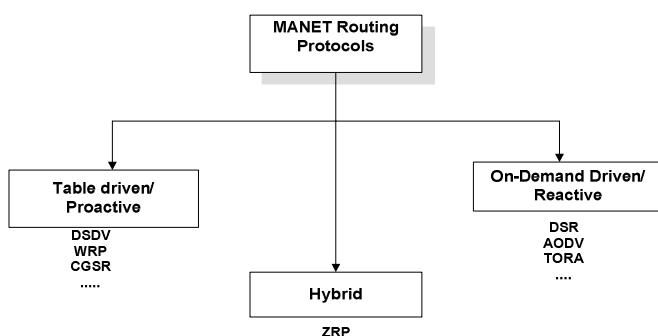 MANET Routing
Protocols
Table driven/
Proactive
DSDV
WRP
CGSR
.....
Hybrid
ZRP
On-Demand Driven/
Reactive
DSR
AODV
TORA
....